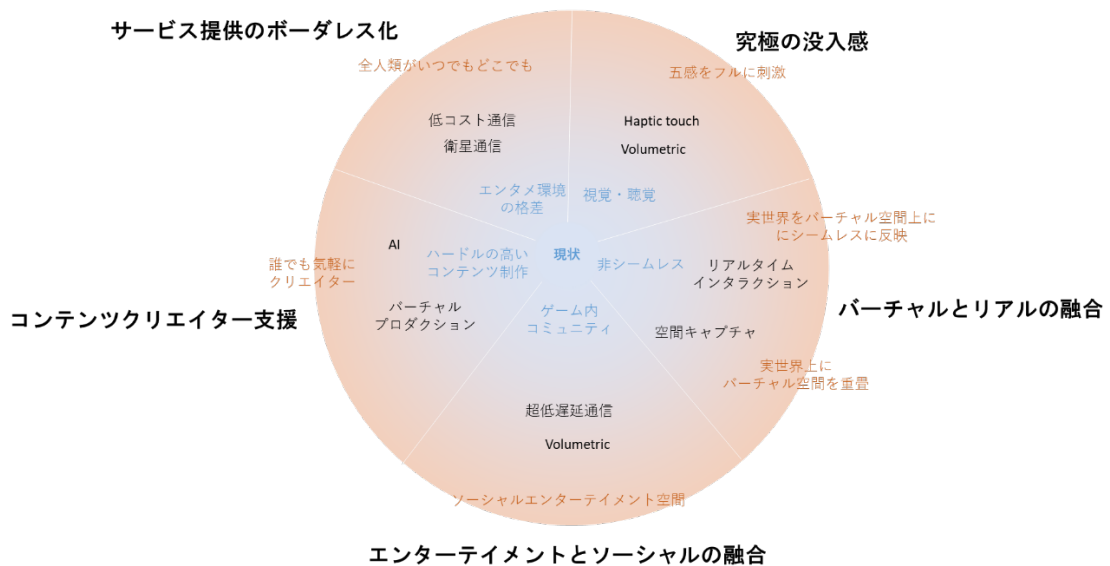 サービス提供のボーダレス化
全人類がいつでもどこでも
低コスト通信
衛星通信
エンタメ環境
の格差
究極の没入感
五感をフルに刺激
Haptic touch
Volumetric
視覚・聴覚
実世界をバーチャル空間上に
にシームレスに反映
非シームレス
リアルタイム
インタラクション
空間キャプチャ
バーチャルとリアルの融合
実世界上に
バーチャル空間を重畳
現状
AI
ハードルの高い
コンテンツ制作
誰でも気軽に
クリエイター
バーチャル
プロダクション
コンテンツクリエイター支援
ゲーム内
コミュニティ
超低遅延通信
Volumetric
ソーシャルエンターテイメント空間
エンターテイメントとソーシャルの融合